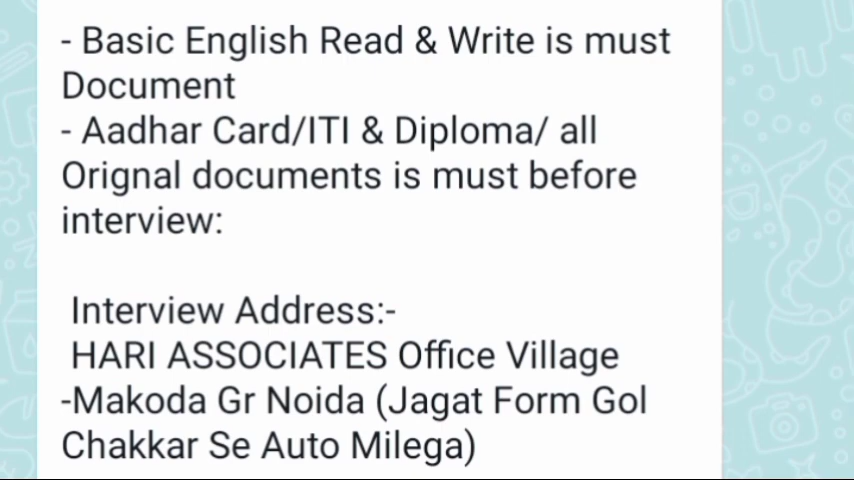 - Basic English Read & Write is must
Document
- Aadhar Card/ITI & Diploma/ all
Orignal documents is must before
interview:
Interview Address:-
HARI ASSOCIATES Office Village
-Makoda Gr Noida (Jagat Form Gol
Chakkar Se Auto Milega)